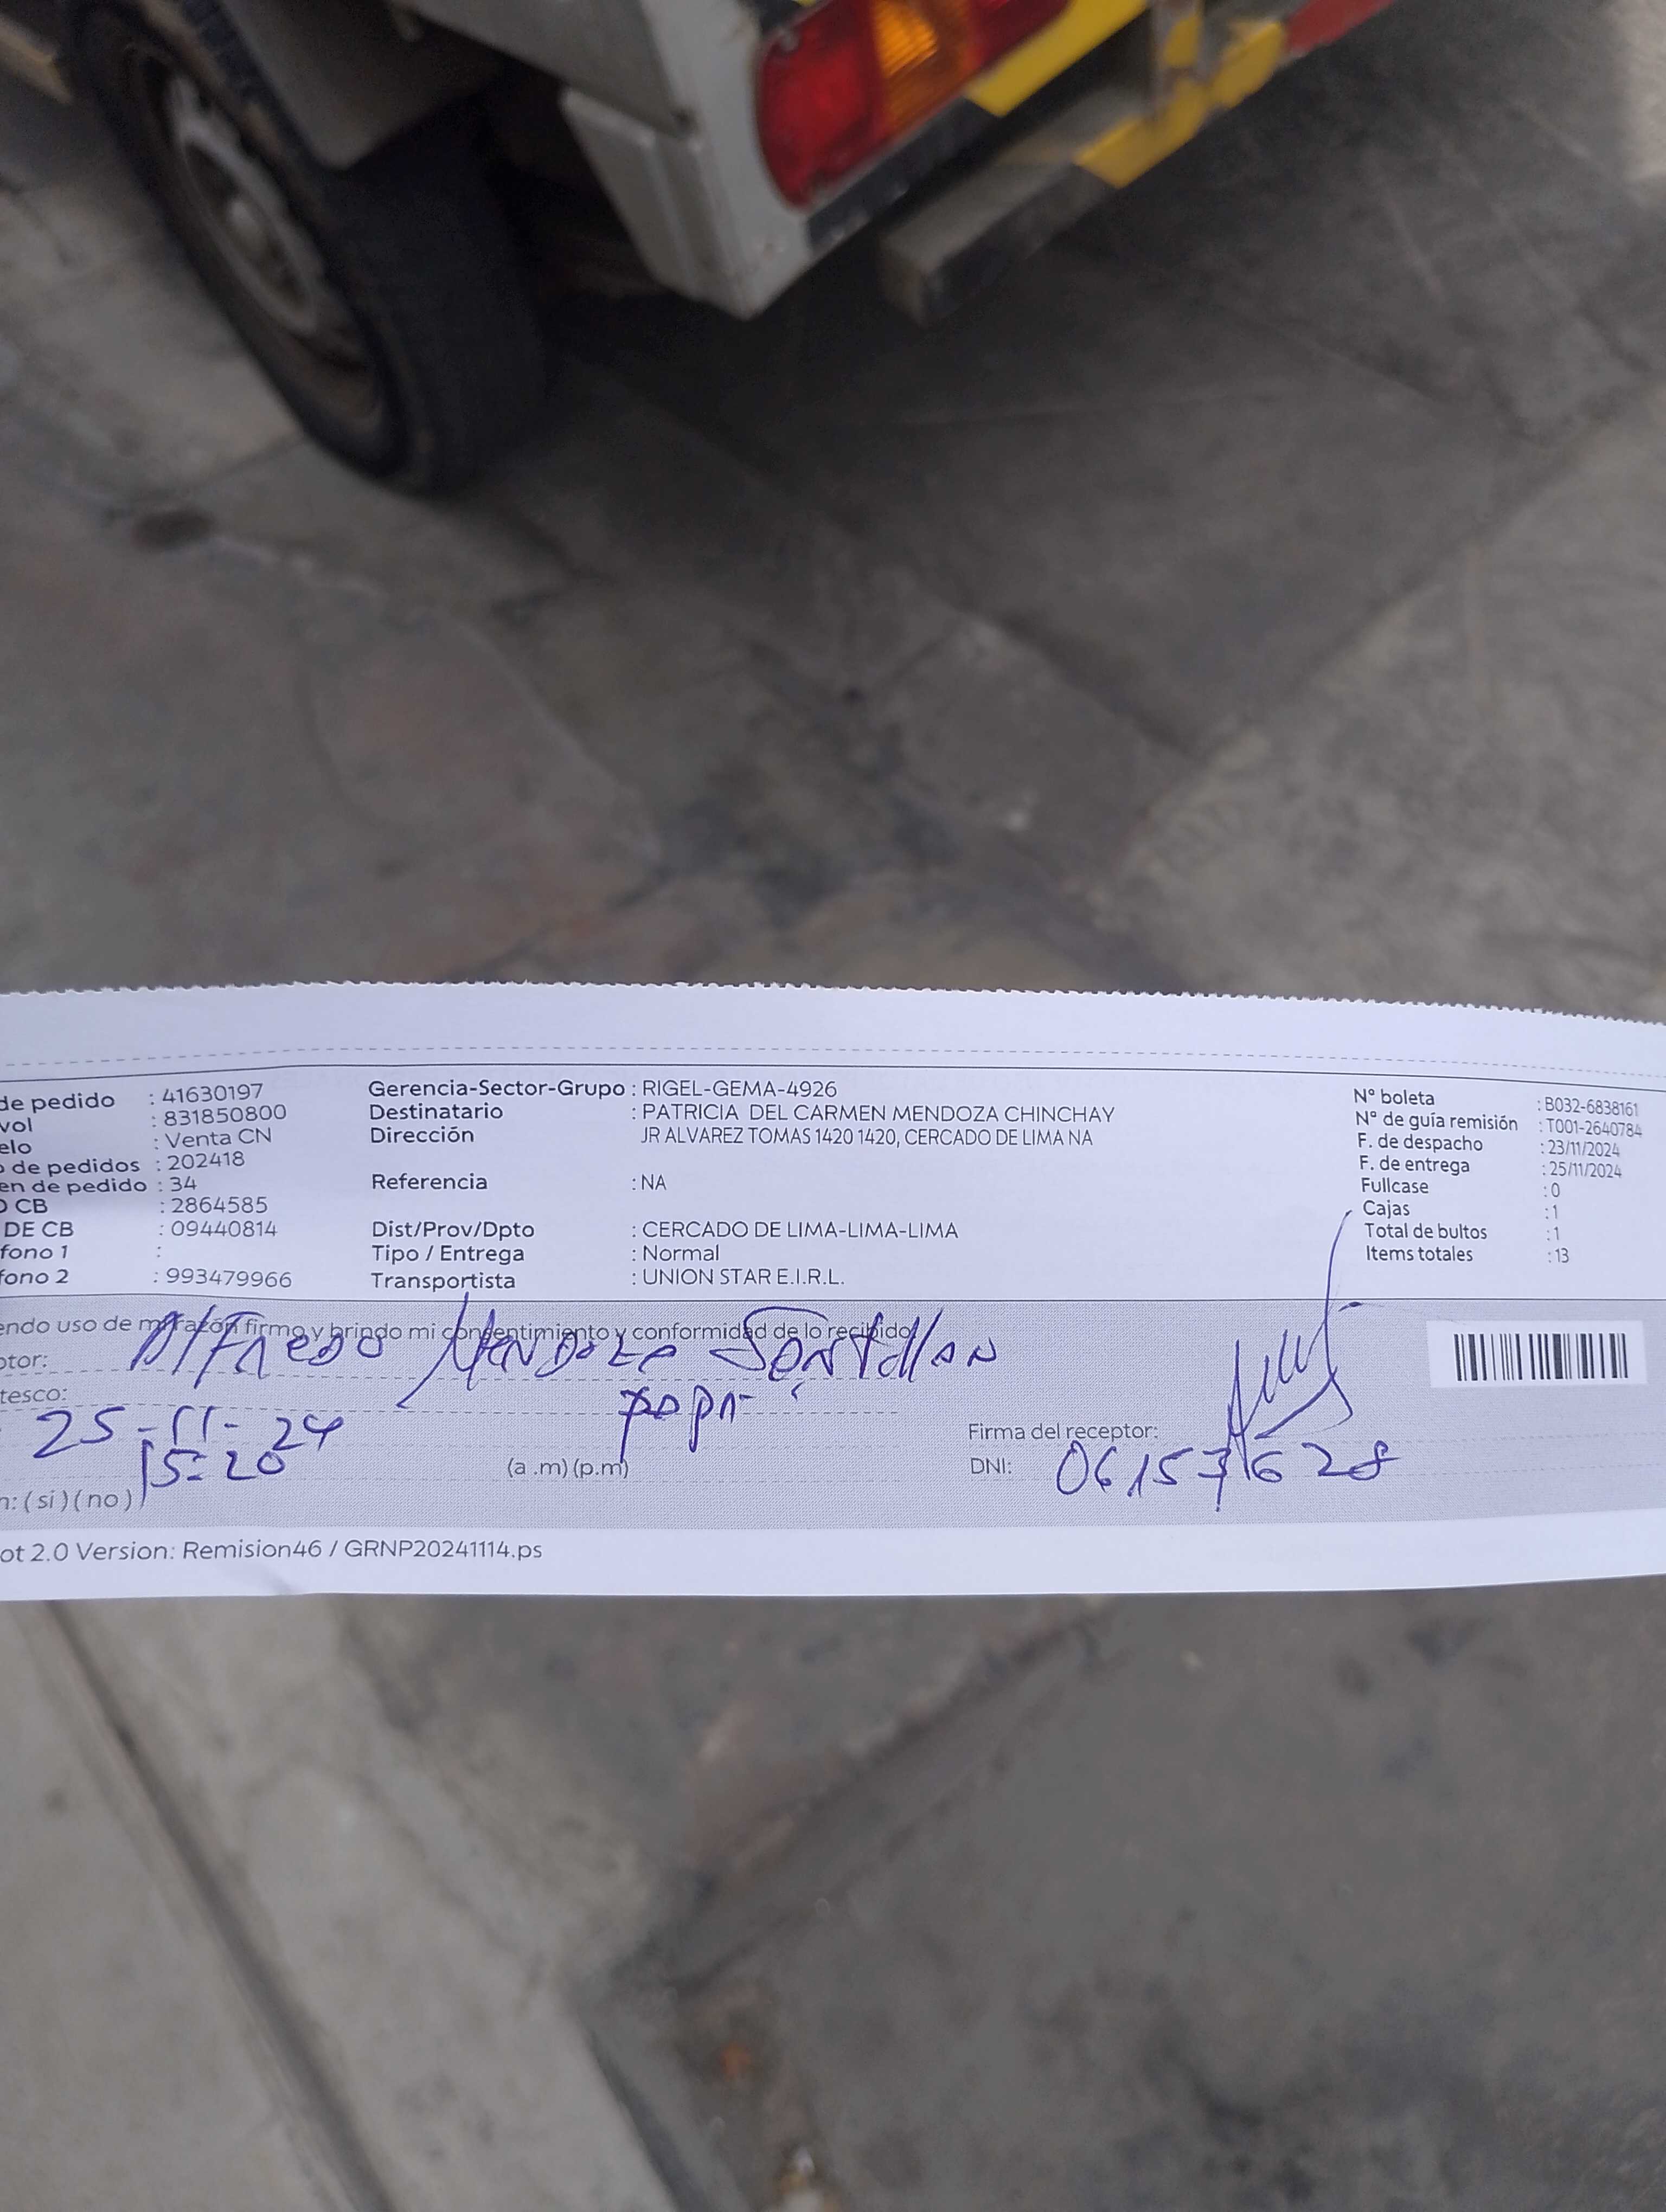 de pedido : 41630197
vol : 831850800
elo : Venta CN
o de pedidos : 202418
en de pedido : 34
O CB : 2864585
DE CB : 09440814
fono 1 :
fono 2 : 993479966
Gerencia-Sector-Grupo : RIGEL-GEMA-4926
Destinatario : PATRICIA DEL CARMEN MENDOZA CHINCHAY
Dirección JR ALVAREZ TOMAS 1420 1420, CERCADO DE LIMA NA
Referencia : NA
Dist/Prov/Dpto : CERCADO DE LIMA-LIMA-LIMA
Tipo / Entrega : Normal
Transportista : UNION STAR E.I.R.L.
N° boleta : B032-6838161
N° de guía remisión : T001-2640784
F. de despacho : 23/11/2024
F. de entrega : 25/11/2024
Fullcase : 0
Cajas : 1
Total de bultos : 1
Items totales : 13
endo uso de mi razón firmo y brindo mi consentimiento y conformidad de lo recibido
ptor: Alfredo Mendoza Santillan
tesco: papa
25-11-24
15:20 (a .m) (p.m)
n: (si) (no)
Firma del receptor:
DNI: 06157628
ot 2.0 Version: Remision46 / GRNP20241114.ps